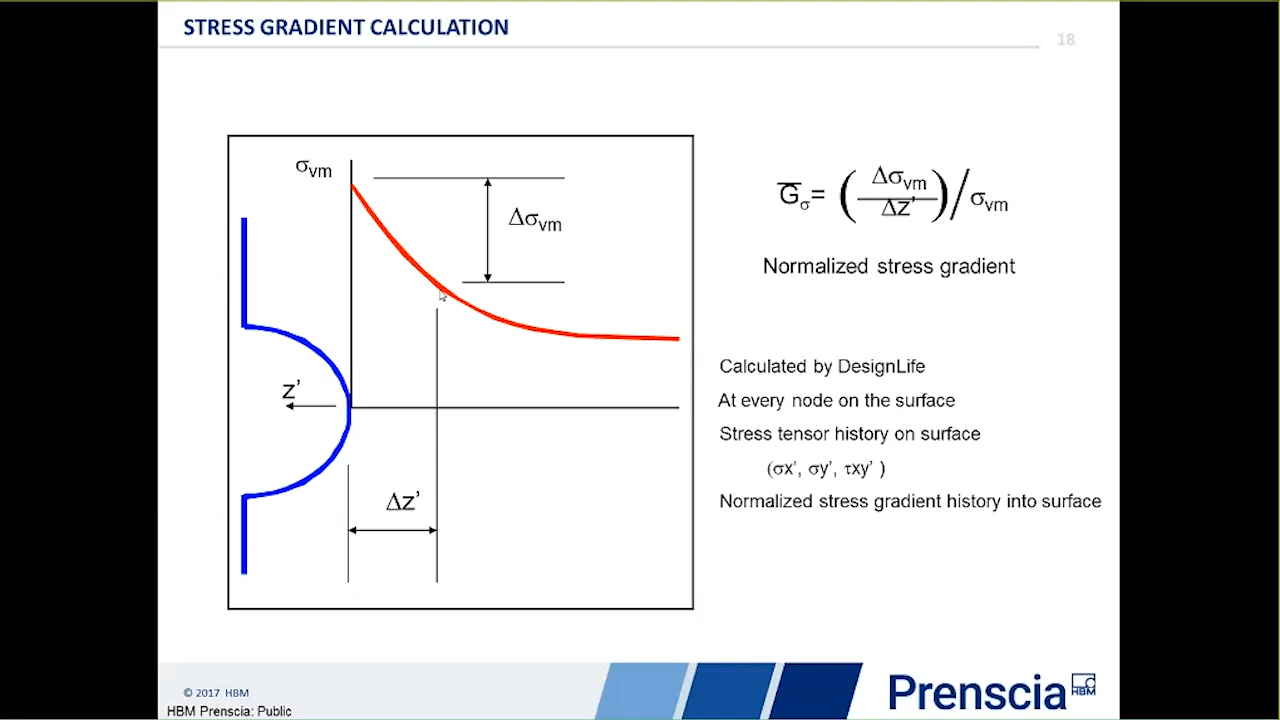 STRESS GRADIENT CALCULATION
18
σvm
Δσvm
z'
Δz'
G̅σ= (Δσvm / Δz') / σvm
Normalized stress gradient
Calculated by DesignLife
At every node on the surface
Stress tensor history on surface
(σx', σy', τxy' )
Normalized stress gradient history into surface
© 2017 HBM
HBM Prenscia: Public
Prenscia
HBM